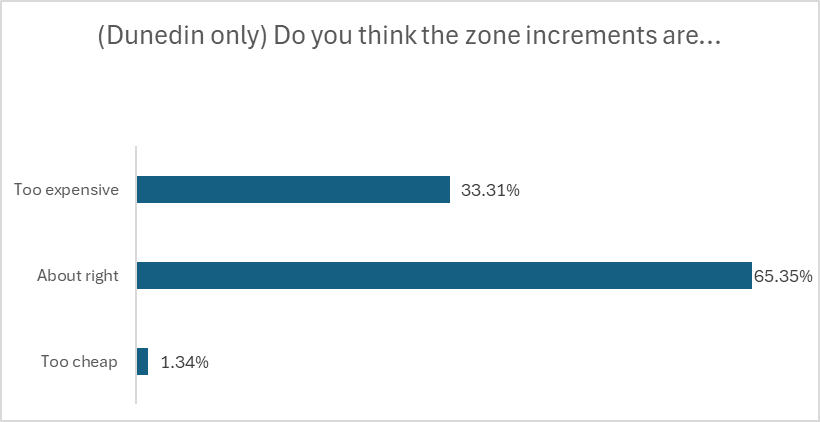 (Dunedin only) Do you think the zone increments are...
Too expensive 33.31%
About right 65.35%
Too cheap 1.34%